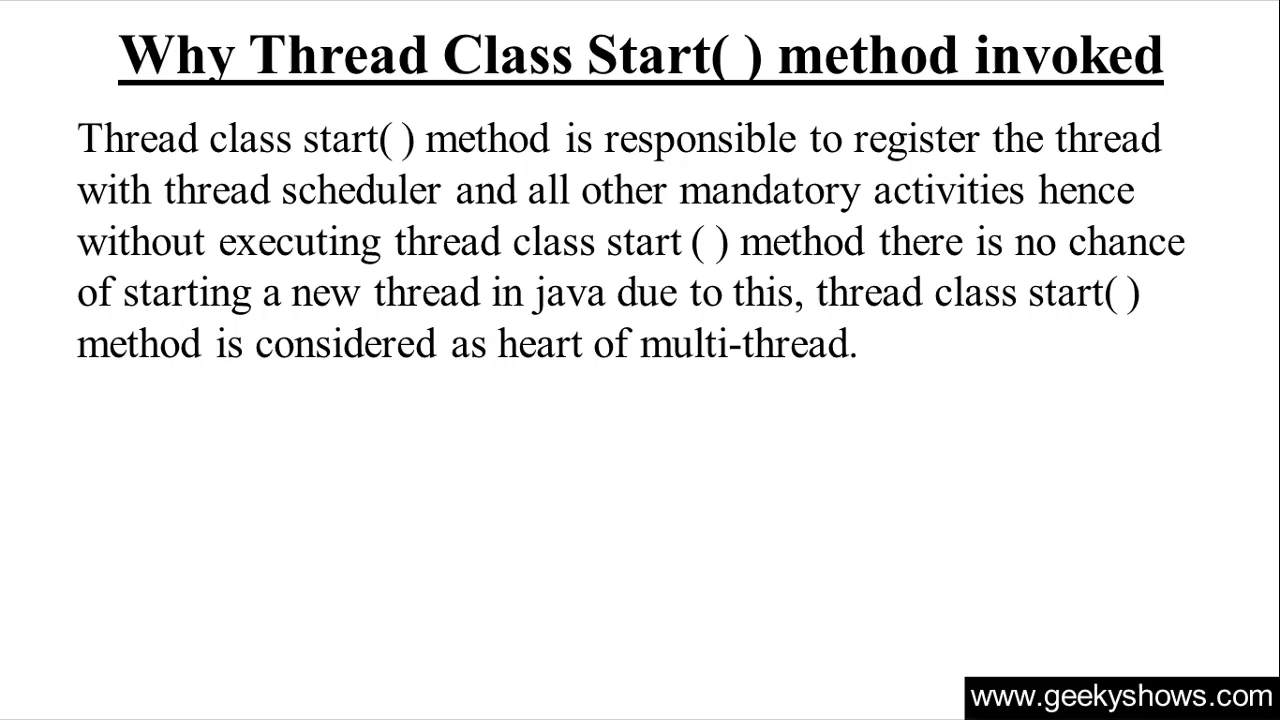 Why Thread Class Start( ) method invoked
Thread class start( ) method is responsible to register the thread
with thread scheduler and all other mandatory activities hence
without executing thread class start ( ) method there is no chance
of starting a new thread in java due to this, thread class start( )
method is considered as heart of multi-thread.
www.geekyshows.com